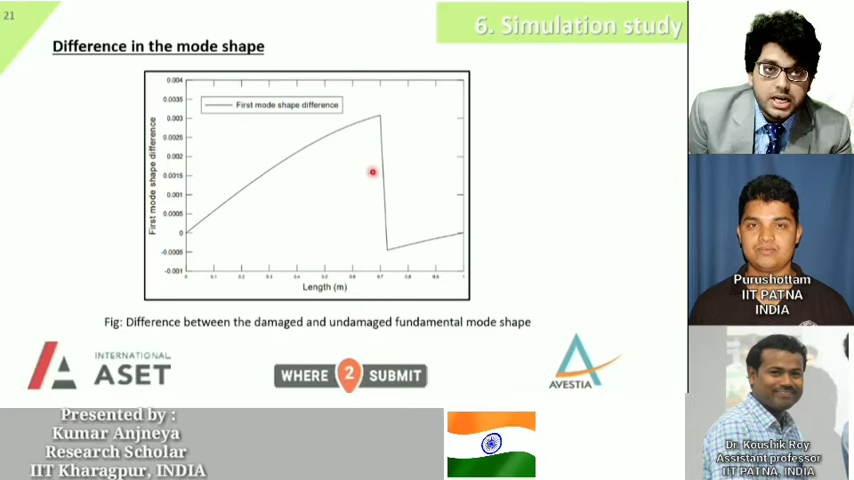 21
6. Simulation study
Difference in the mode shape
0.004
0.0035
0.003
0.0025
0.002
0.0015
0.001
0.0005
0
-0.0005
-0.001
First mode shape difference
First mode shape difference
0 0.1 0.2 0.3 0.4 0.5 0.6 0.7 0.8 0.9 1
Length (m)
Fig: Difference between the damaged and undamaged fundamental mode shape
INTERNATIONAL
ASET
WHERE 2 SUBMIT
AVESTIA
Purushottam
IIT PATNA
INDIA
Dr. Koushik Roy
Assistant professor
IIT PATNA, INDIA
Presented by :
Kumar Anjneya
Research Scholar
IIT Kharagpur, INDIA